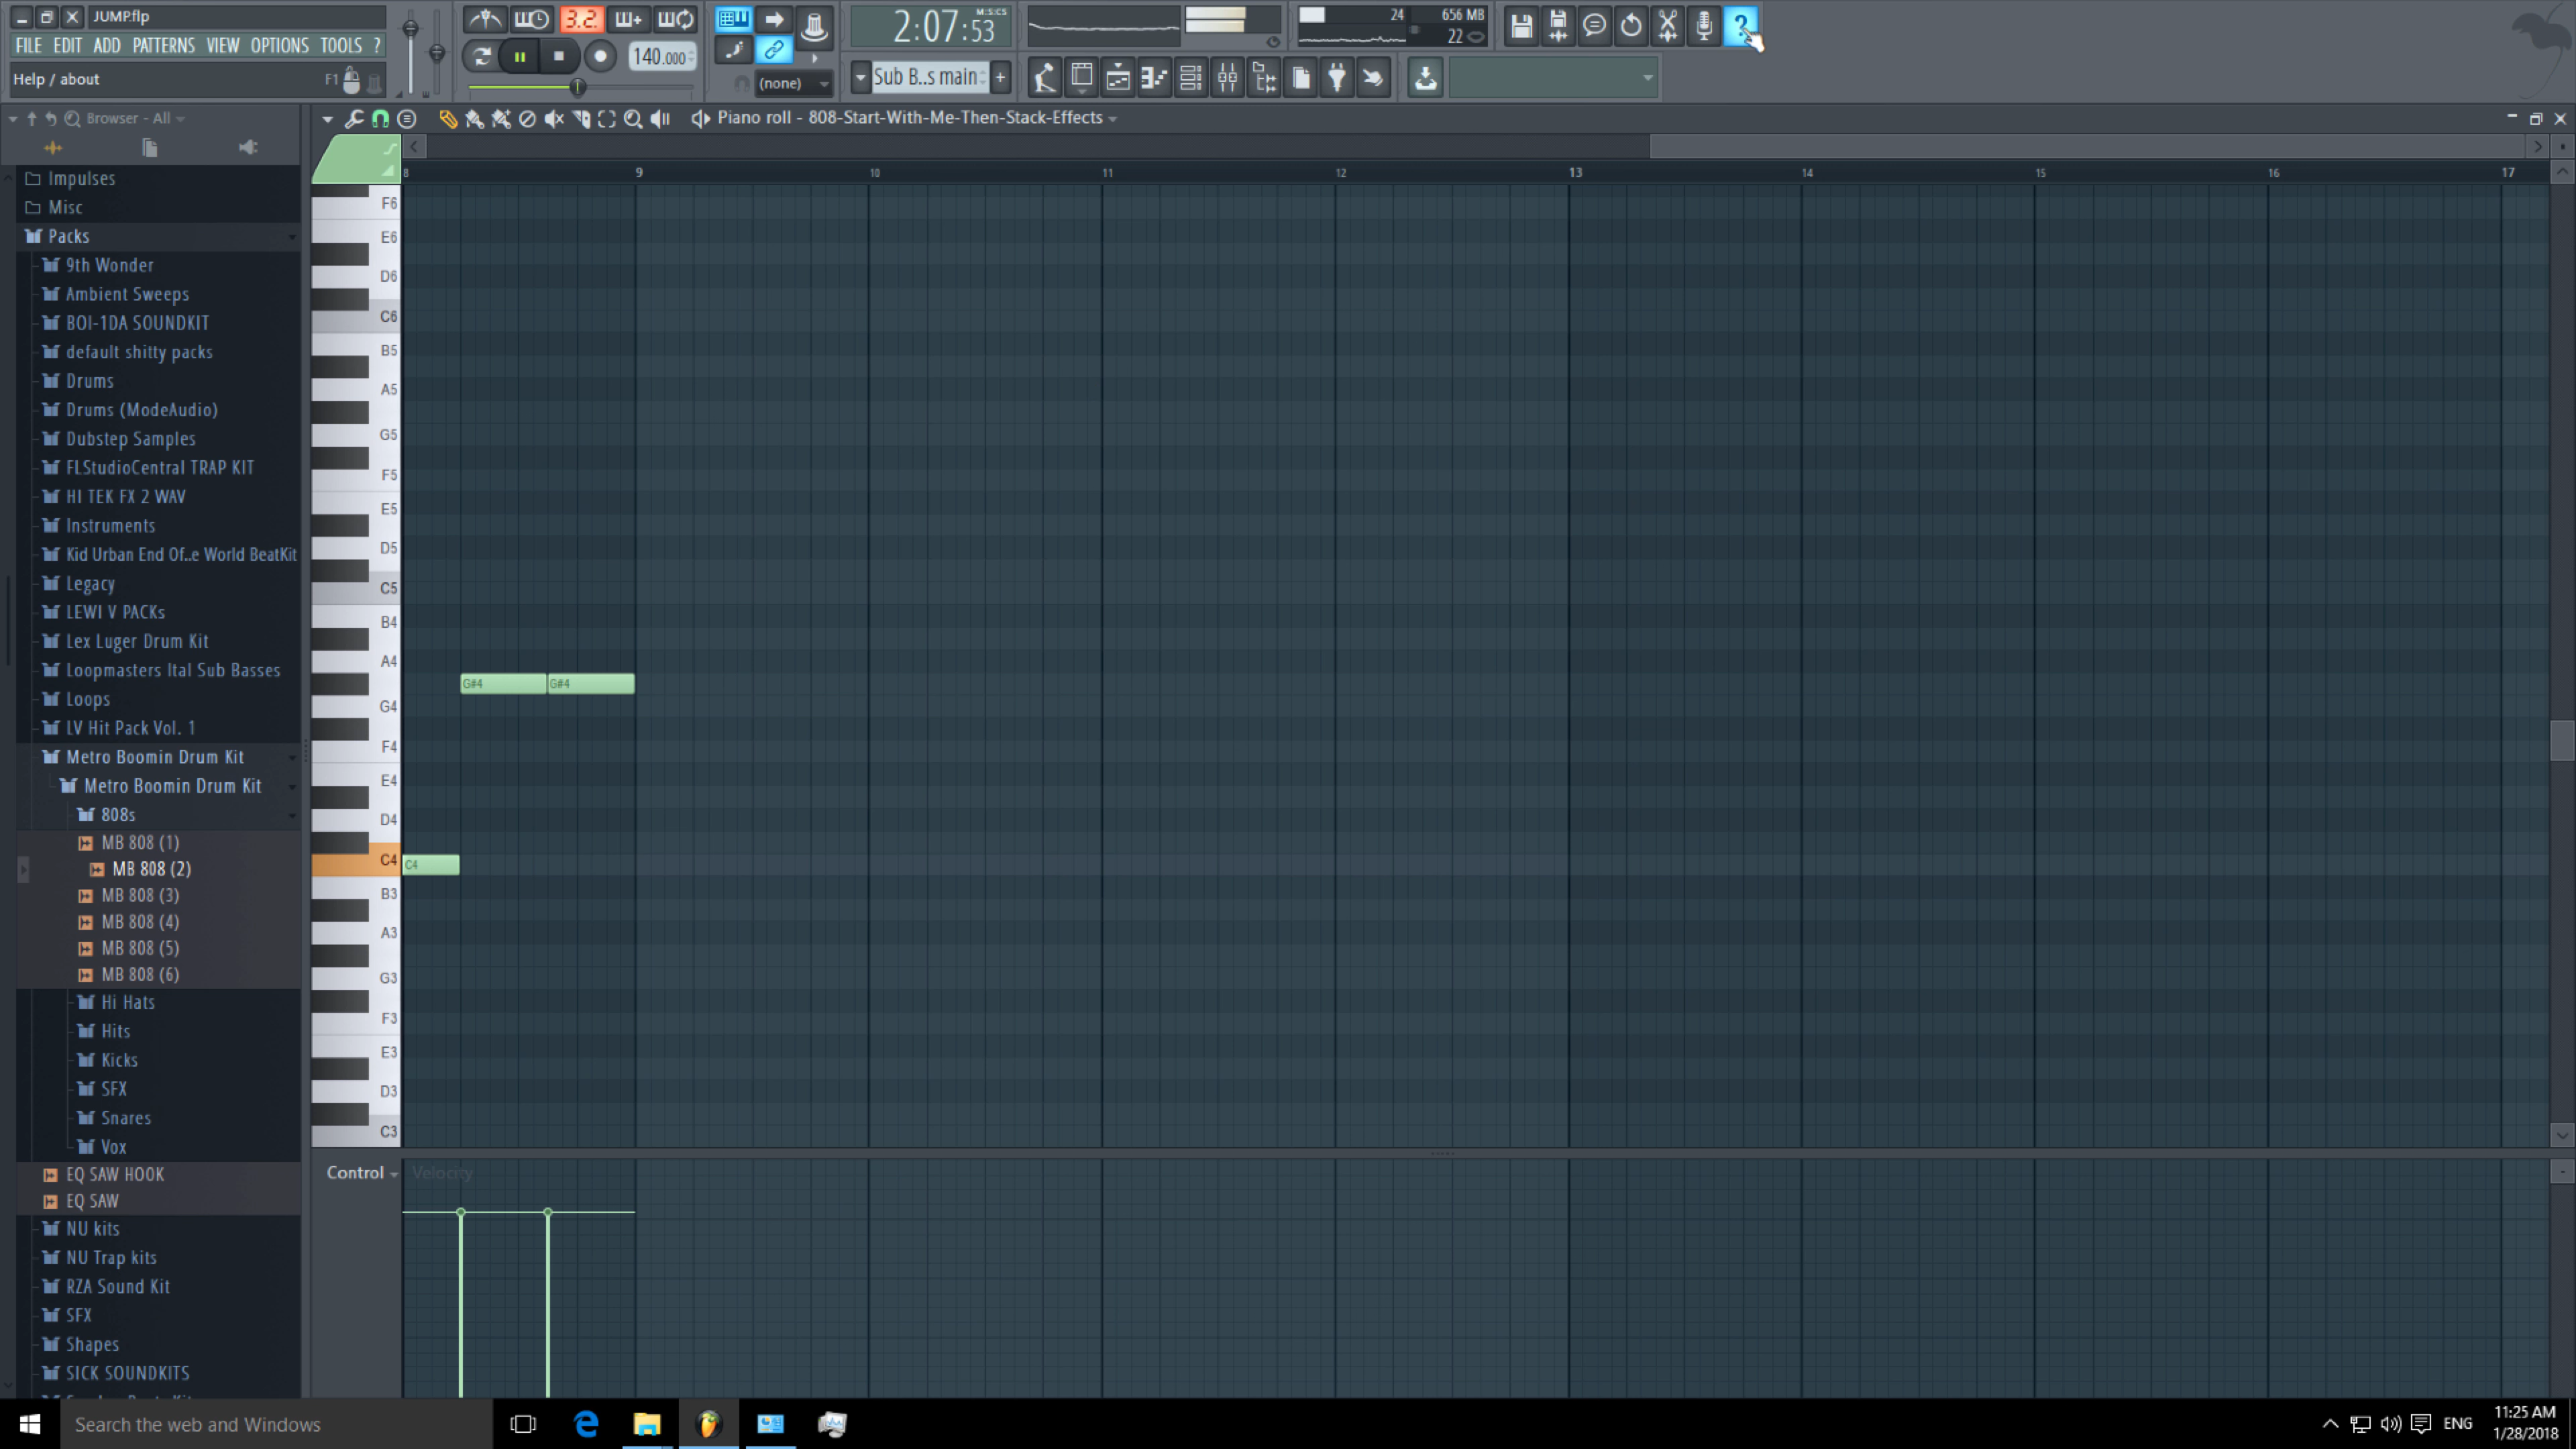 JUMP.flp
FILE EDIT ADD PATTERNS VIEW OPTIONS TOOLS ?
Help / about F1
3.2.
140.000
(none)
2:07:53
M:S:CS
Sub B..s main
+
24 656 MB
22
?
Browser - All
Piano roll - 808-Start-With-Me-Then-Stack-Effects
8 9 10 11 12 13 14 15 16 17
Impulses
Misc
Packs
9th Wonder
Ambient Sweeps
BOI-1DA SOUNDKIT
default shitty packs
Drums
Drums (ModeAudio)
Dubstep Samples
FLStudioCentral TRAP KIT
HI TEK FX 2 WAV
Instruments
Kid Urban End Of..e World BeatKit
Legacy
LEWI V PACKs
Lex Luger Drum Kit
Loopmasters Ital Sub Basses
Loops
LV Hit Pack Vol. 1
Metro Boomin Drum Kit
Metro Boomin Drum Kit
808s
MB 808 (1)
MB 808 (2)
MB 808 (3)
MB 808 (4)
MB 808 (5)
MB 808 (6)
Hi Hats
Hits
Kicks
SFX
Snares
Vox
EQ SAW HOOK
EQ SAW
NU kits
NU Trap kits
RZA Sound Kit
SFX
Shapes
SICK SOUNDKITS
F6
E6
D6
C6
B5
A5
G5
F5
E5
D5
C5
B4
A4
G#4 G#4
G4
F4
E4
D4
C4 C4
B3
A3
G3
F3
E3
D3
C3
Control Velocity
Search the web and Windows
ENG
11:25 AM
1/28/2018